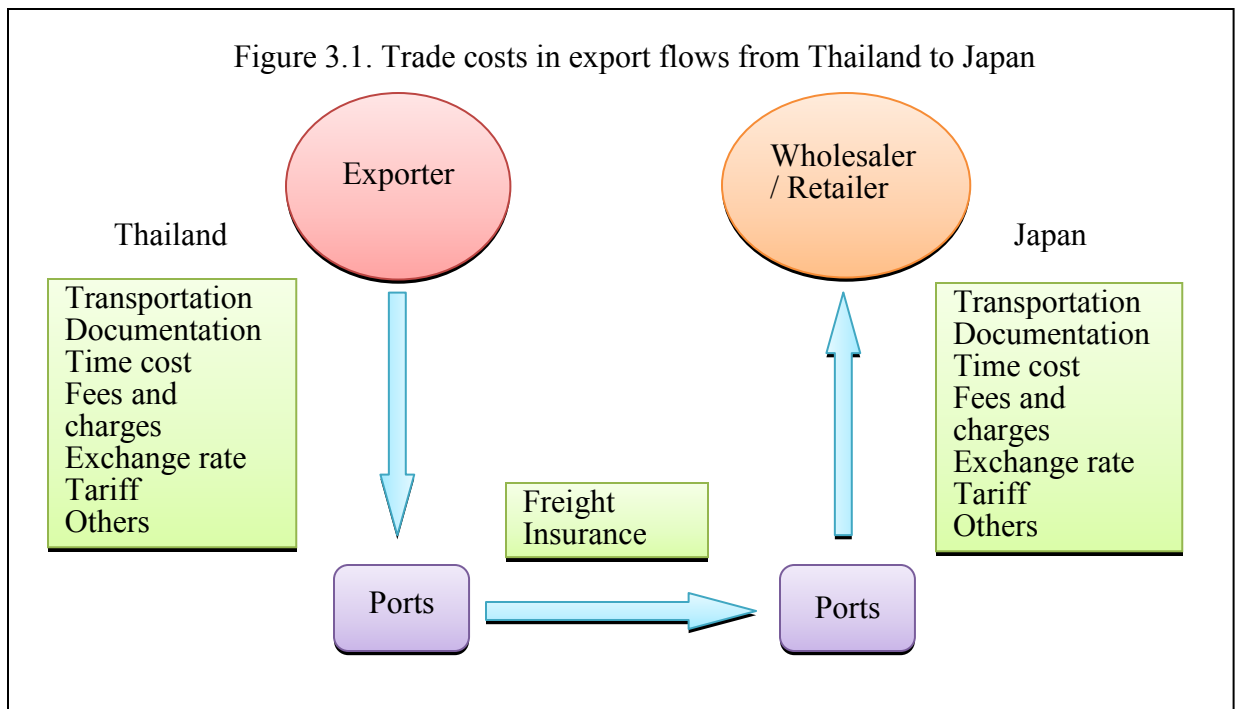 Figure 3.1. Trade costs in export flows from Thailand to Japan
Exporter
Wholesaler
/ Retailer
Thailand
Japan
Transportation
Documentation
Time cost
Fees and
charges
Exchange rate
Tariff
Others
Transportation
Documentation
Time cost
Fees and
charges
Exchange rate
Tariff
Others
Freight
Insurance
Ports
Ports